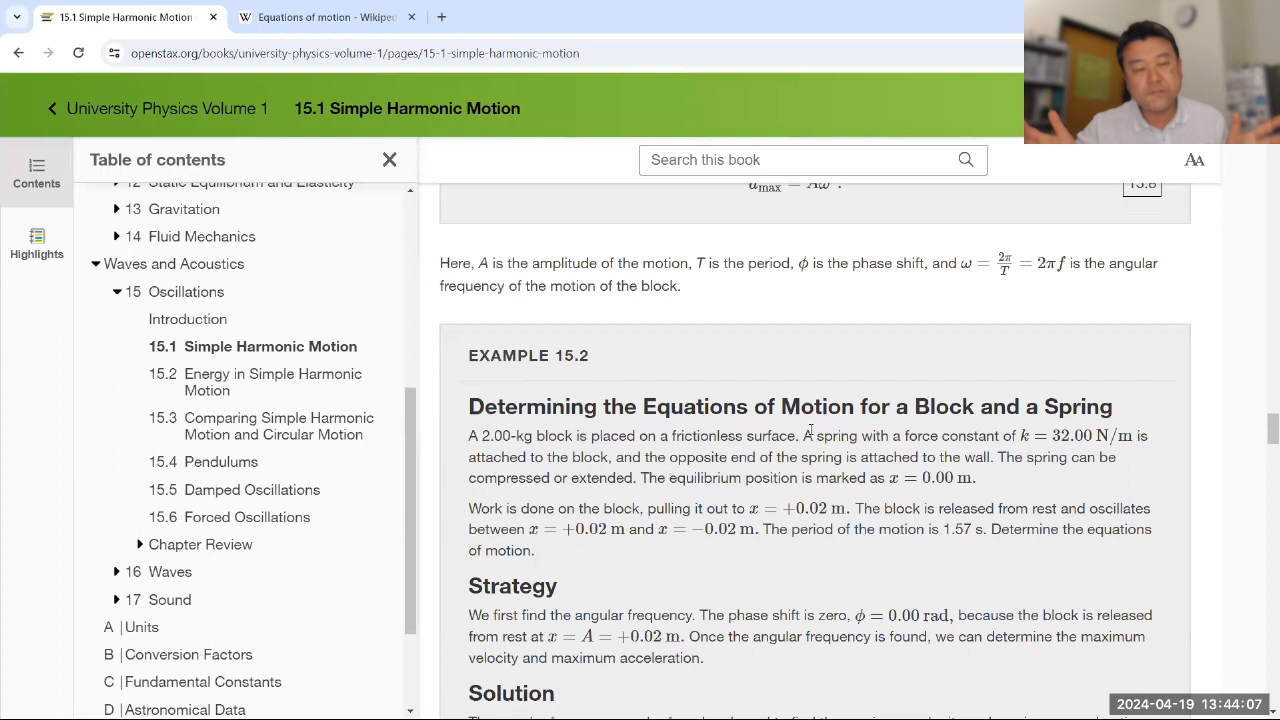 15.1 Simple Harmonic Motion
Equations of motion - Wikiped
openstax.org/books/university-physics-volume-1/pages/15-1-simple-harmonic-motion
University Physics Volume 1 15.1 Simple Harmonic Motion
Contents
Highlights
Table of contents
12 Static Equilibrium and Elasticity
13 Gravitation
14 Fluid Mechanics
Waves and Acoustics
15 Oscillations
Introduction
15.1 Simple Harmonic Motion
15.2 Energy in Simple Harmonic
Motion
15.3 Comparing Simple Harmonic
Motion and Circular Motion
15.4 Pendulums
15.5 Damped Oscillations
15.6 Forced Oscillations
Chapter Review
16 Waves
17 Sound
A | Units
B | Conversion Factors
C | Fundamental Constants
D | Astronomical Data
Search this book
AA
a_max = Aω². 15.8
Here, A is the amplitude of the motion, T is the period, ϕ is the phase shift, and ω = 2π/T = 2πf is the angular
frequency of the motion of the block.
EXAMPLE 15.2
Determining the Equations of Motion for a Block and a Spring
A 2.00-kg block is placed on a frictionless surface. A spring with a force constant of k = 32.00 N/m is
attached to the block, and the opposite end of the spring is attached to the wall. The spring can be
compressed or extended. The equilibrium position is marked as x = 0.00 m.
Work is done on the block, pulling it out to x = +0.02 m. The block is released from rest and oscillates
between x = +0.02 m and x = −0.02 m. The period of the motion is 1.57 s. Determine the equations
of motion.
Strategy
We first find the angular frequency. The phase shift is zero, ϕ = 0.00 rad, because the block is released
from rest at x = A = +0.02 m. Once the angular frequency is found, we can determine the maximum
velocity and maximum acceleration.
Solution
2024-04-19 13:44:07